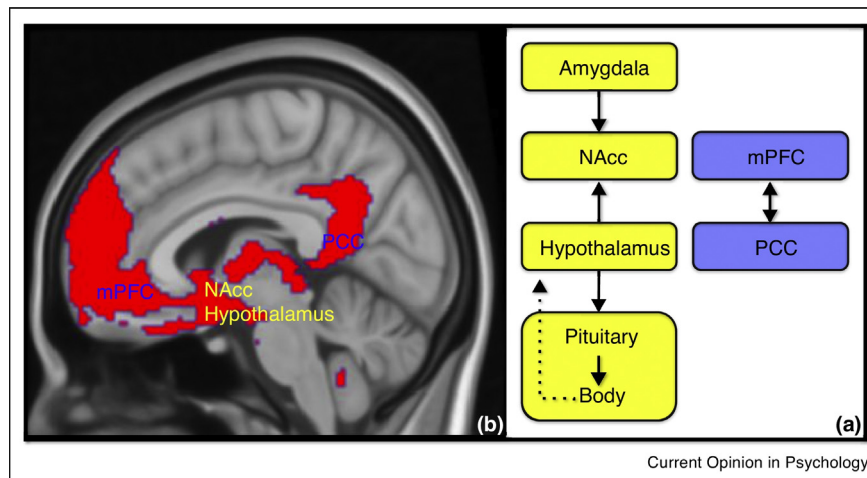 PCC
mPFC
NAcc
Hypothalamus
(b)
Amygdala
NAcc
mPFC
Hypothalamus
PCC
Pituitary
Body
(a)
Current Opinion in Psychology